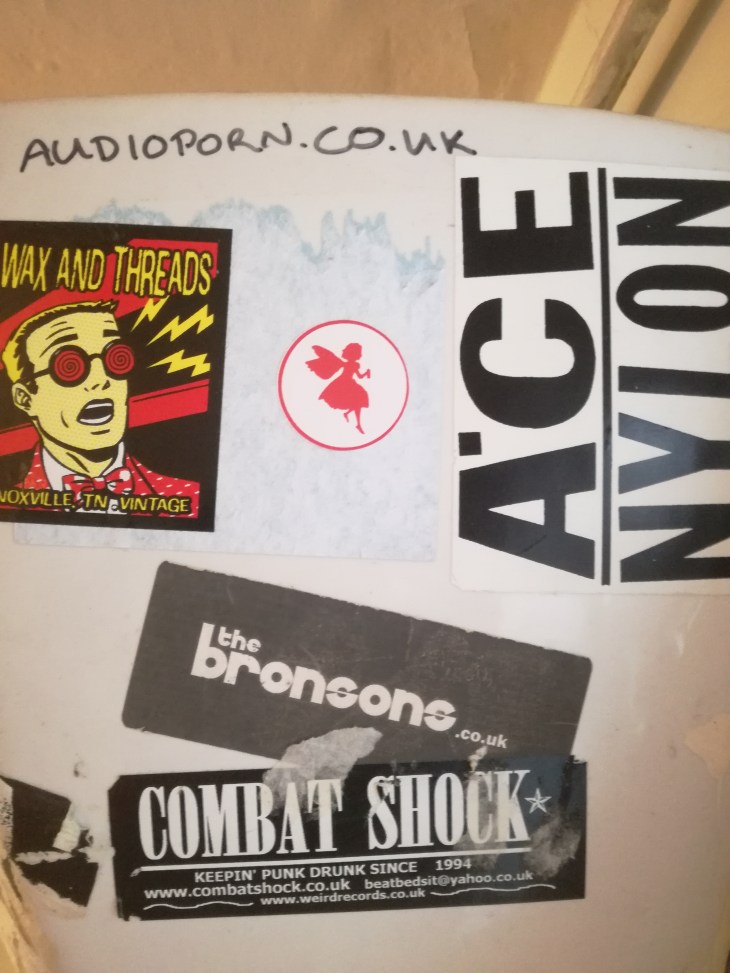 AUDIOPORN.CO.UK
WAX AND THREADS
NOXVILLE, TN VINTAGE
A'CE
NYLON
the
bronsons
.co.uk
COMBAT SHOCK
KEEPIN' PUNK DRUNK SINCE 1994
www.combatshock.co.uk beatbedsit@yahoo.co.uk
www.weirdrecords.co.uk